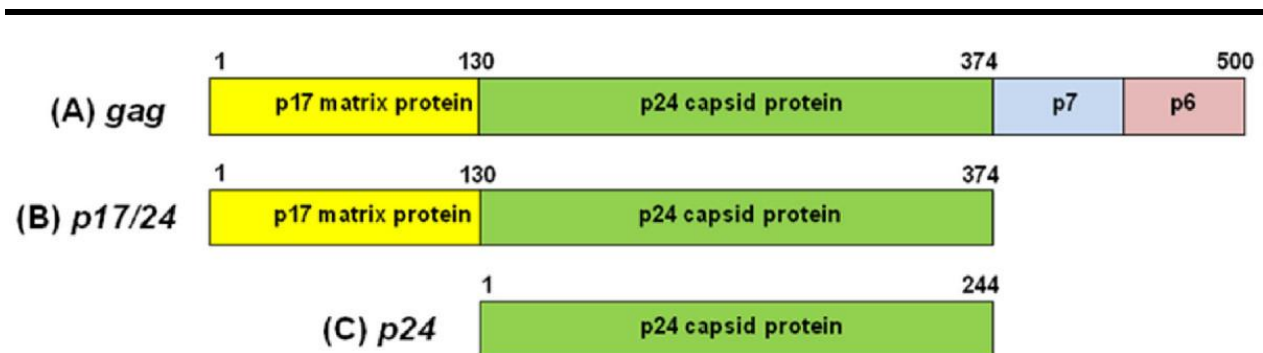 1 130 374 500
(A) gag p17 matrix protein p24 capsid protein p7 p6
1 130 374
(B) p17/24 p17 matrix protein p24 capsid protein
1 244
(C) p24 p24 capsid protein